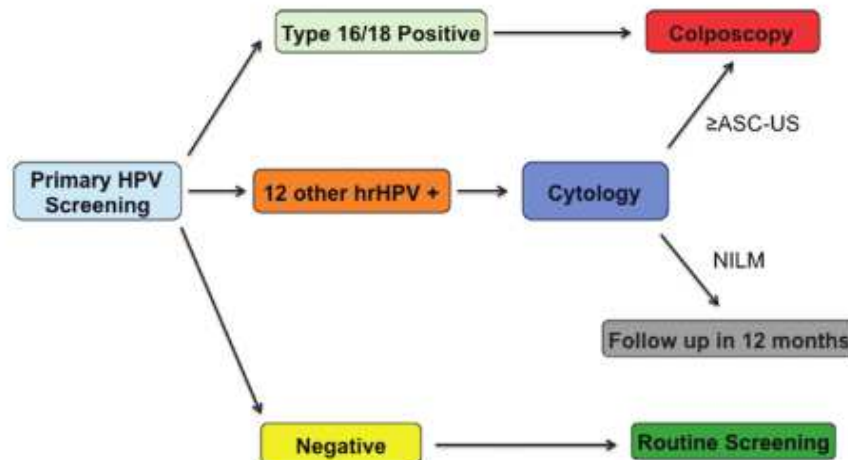 Type 16/18 Positive
Colposcopy
≥ASC-US
Primary HPV
Screening
12 other hrHPV +
Cytology
NILM
Follow up in 12 months
Negative
Routine Screening